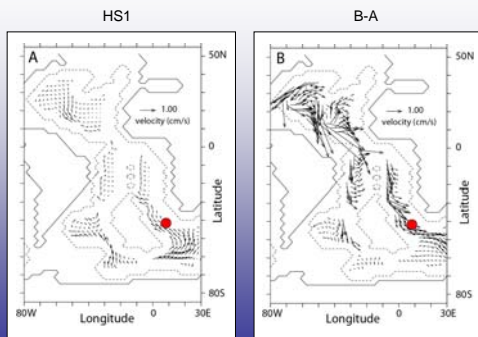 HS1
B-A
A
50N
1.00
velocity (cm/s)
0
Latitude
80S
80W
0
30E
Longitude
B
50N
1.00
velocity (cm/s)
0
Latitude
80S
80W
0
30E
Longitude